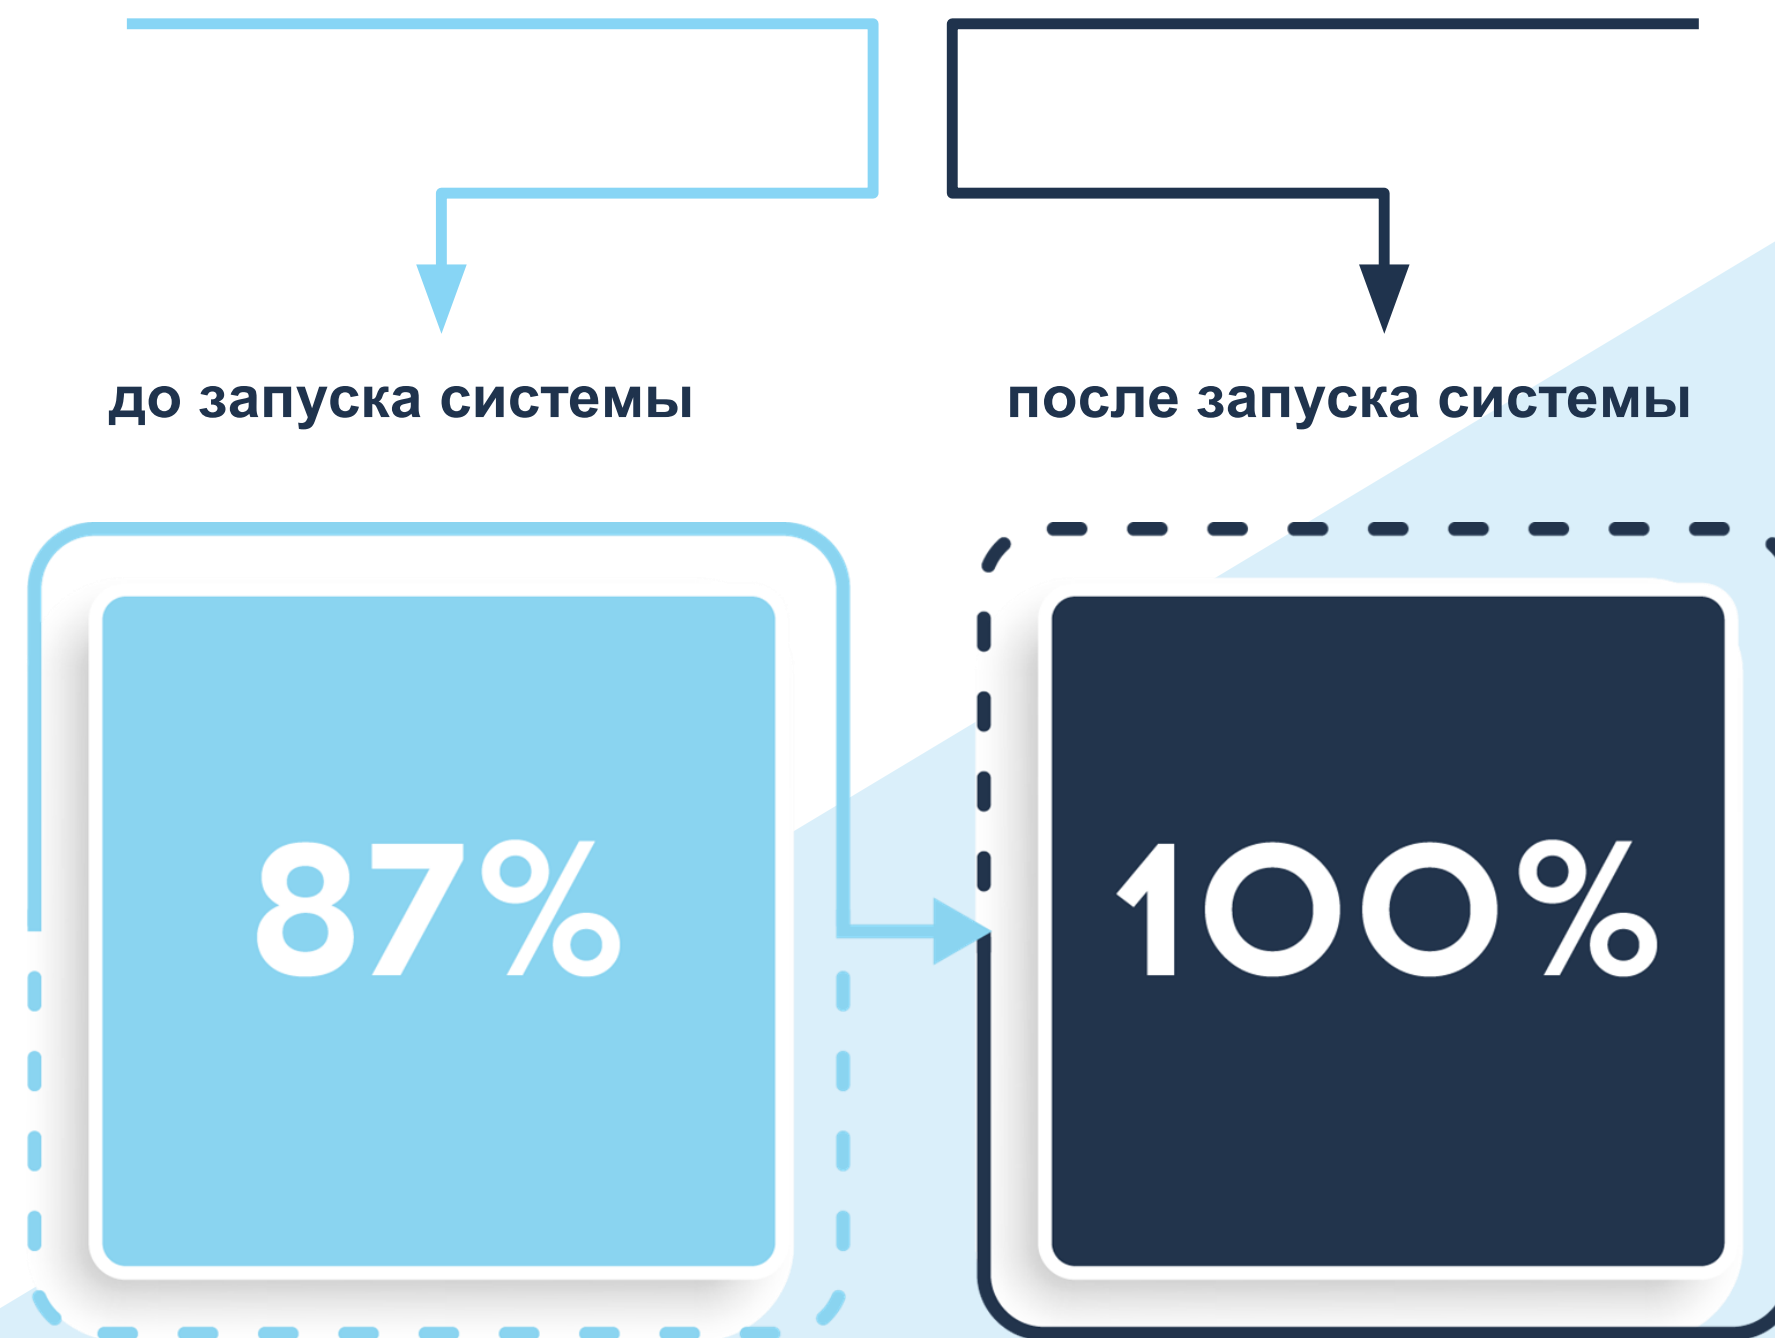 до запуска системы
после запуска системы
87%
100%